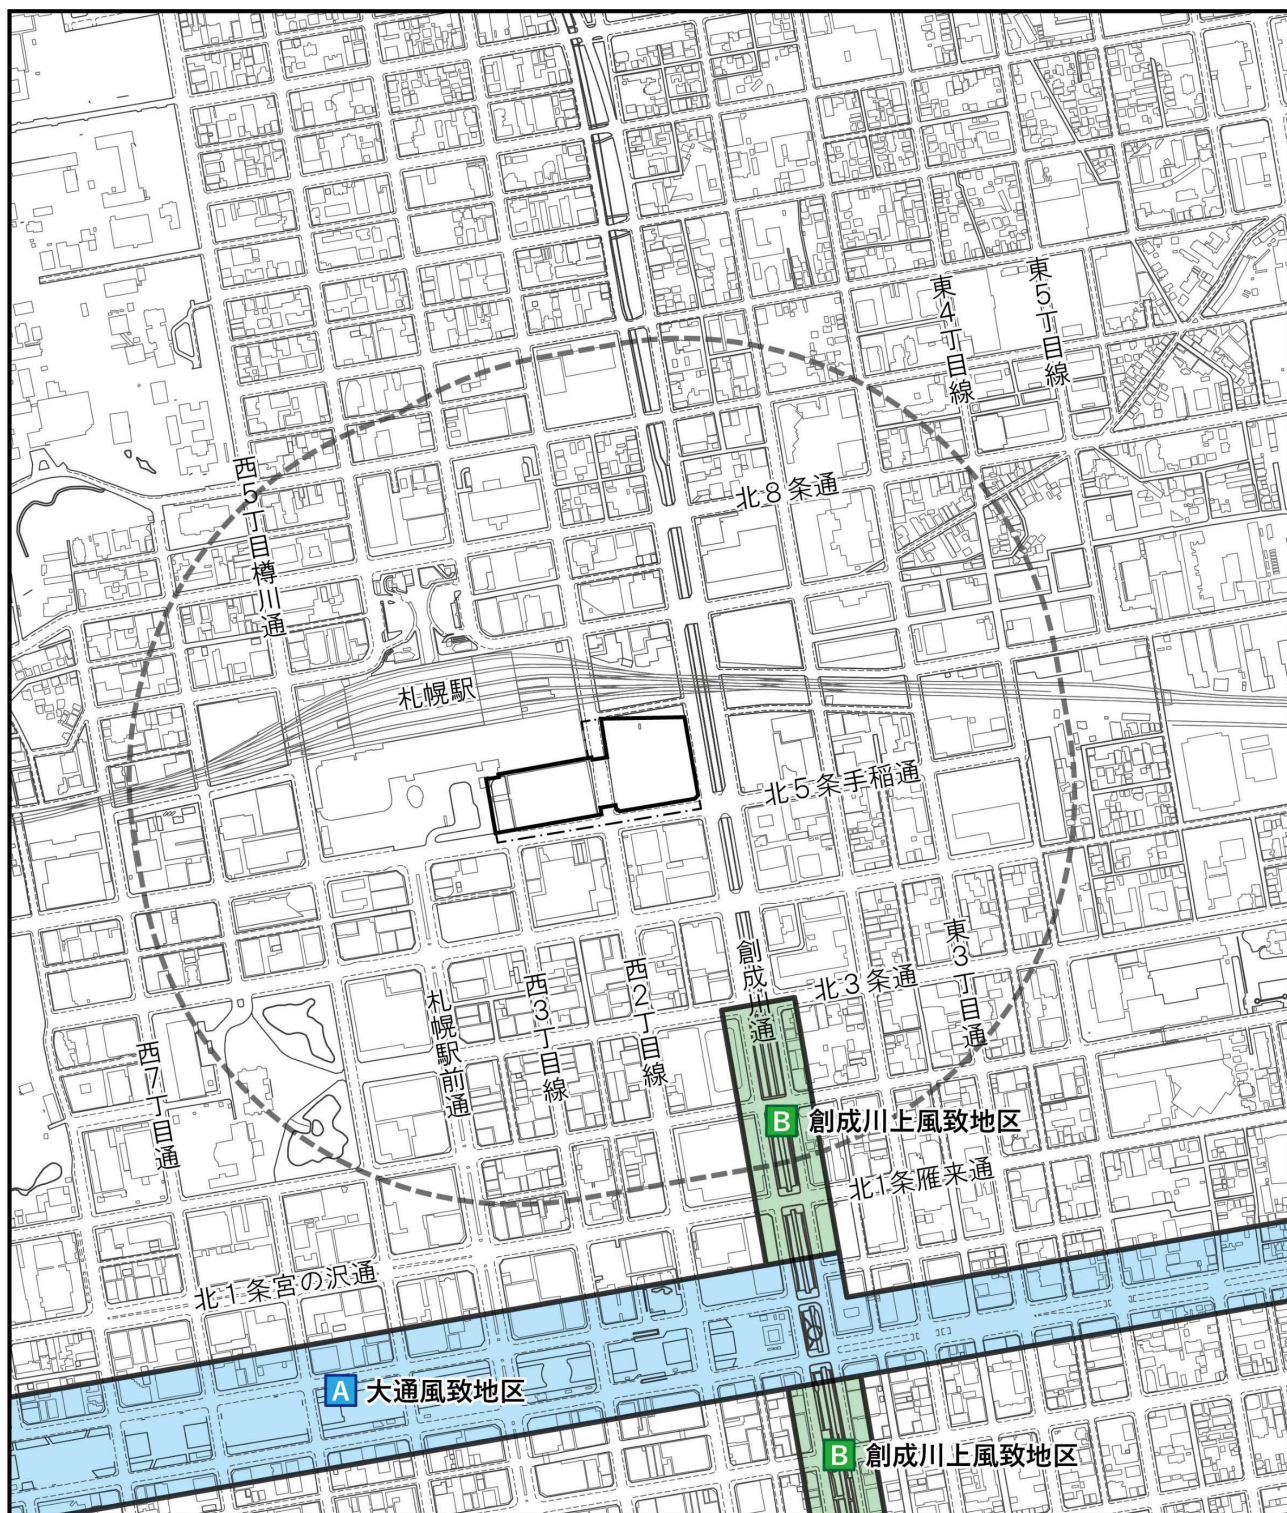 東5丁目線
東4丁目線
西5丁目樽川通
北8条通
札幌駅
北5条手稲通
創成川通
北3条通
東3丁目通
西2丁目線
西3丁目線
札幌駅前通
西7丁目通
B 創成川上風致地区
北1条雁来通
北1条宮の沢通
A 大通風致地区
B 創成川上風致地区